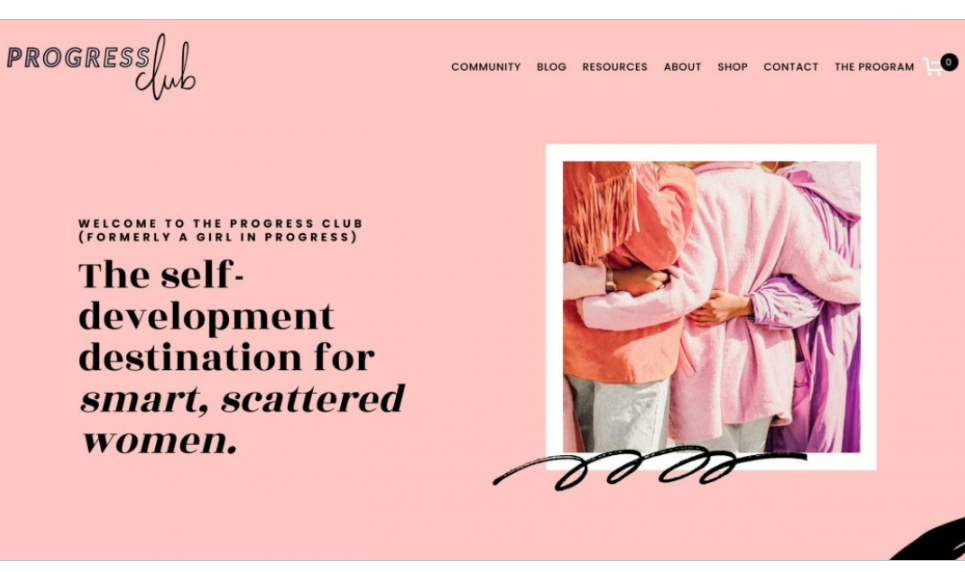 PROGRESS
club
COMMUNITY BLOG RESOURCES ABOUT SHOP CONTACT THE PROGRAM 0
WELCOME TO THE PROGRESS CLUB
(FORMERLY A GIRL IN PROGRESS)
The self-
development
destination for
smart, scattered
women.